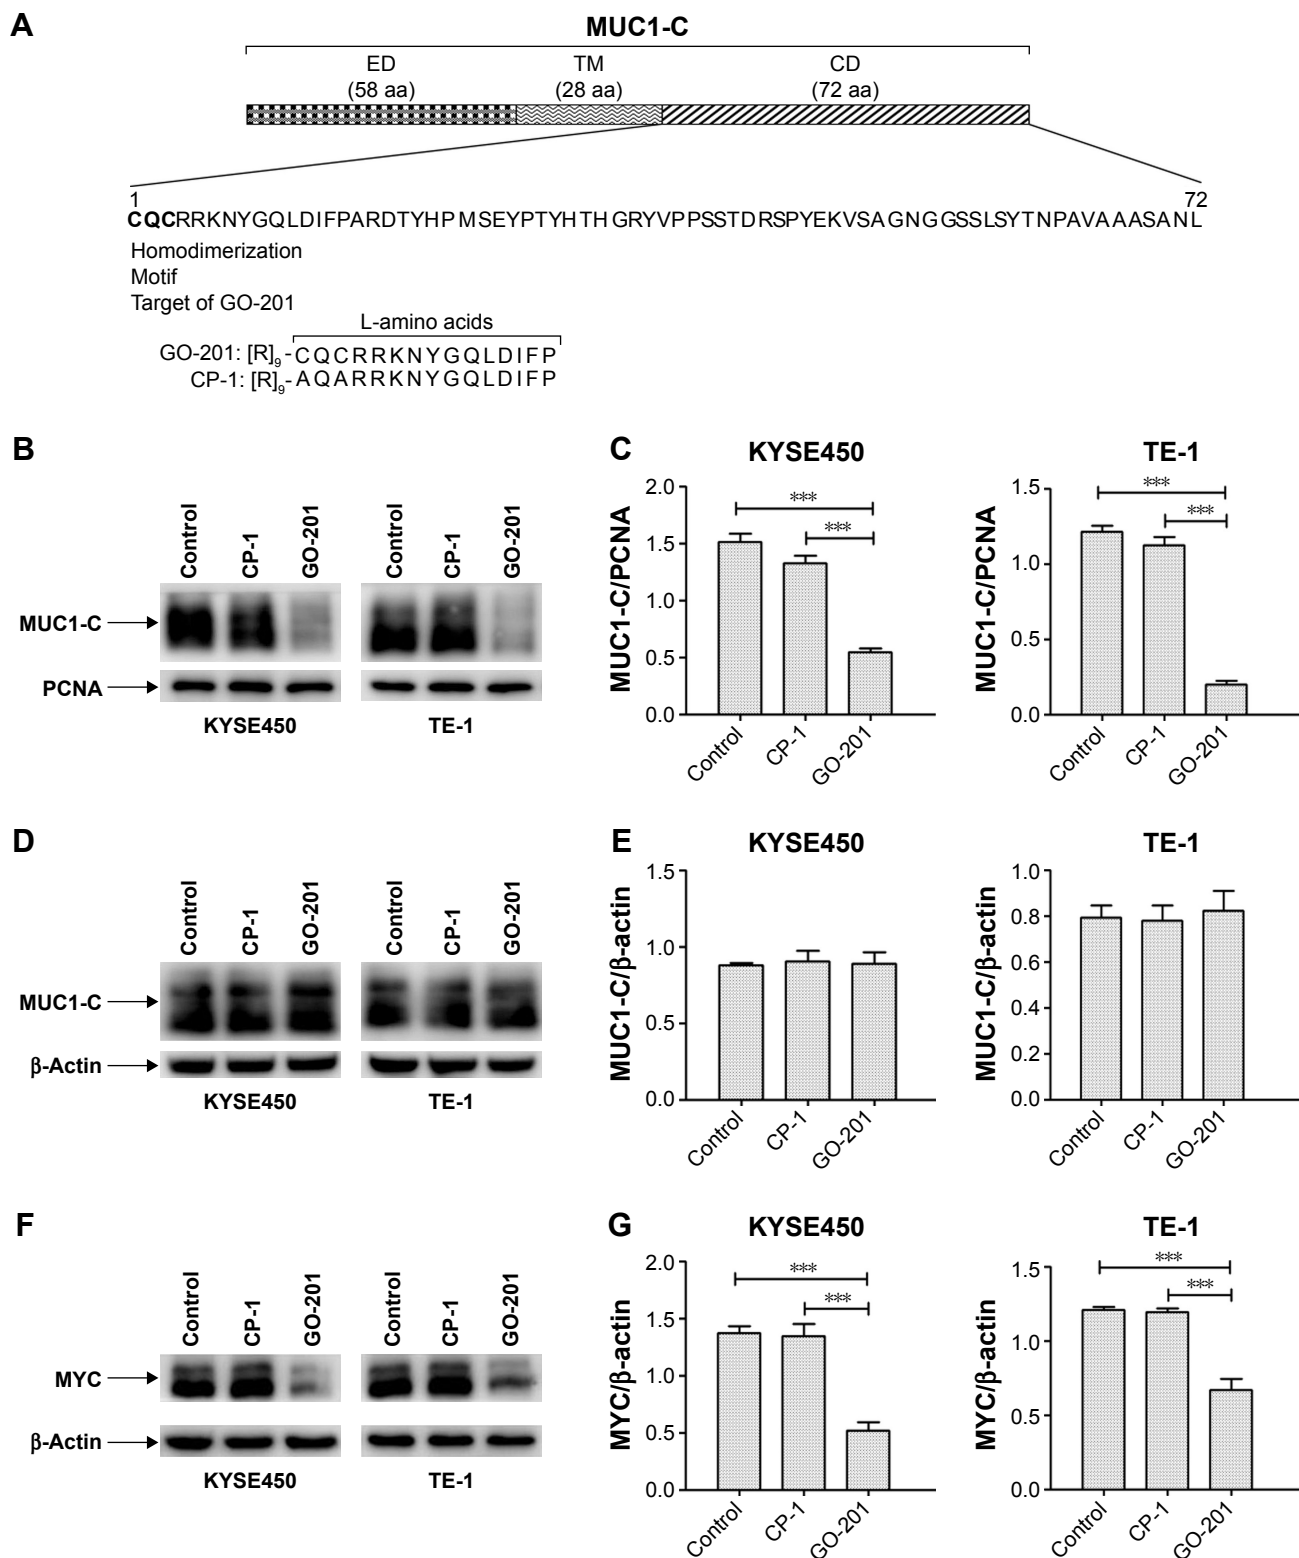 A
MUC1-C
ED TM CD
(58 aa) (28 aa) (72 aa)
1 72
CQCRRKNYGQLDIFPARDTYHPMSEYPTYHTHGRYVPPSSTDRSPYEKVSAGNGGSSLSYTNPAVAAASANL
Homodimerization
Motif
Target of GO-201
L-amino acids
GO-201: [R]9-CQCRRKNYGQLDIFP
CP-1: [R]9-AQARRKNYGQLDIFP
B
Control CP-1 GO-201 Control CP-1 GO-201
MUC1-C
PCNA
KYSE450 TE-1
C
KYSE450
MUC1-C/PCNA
2.0
1.5
1.0
0.5
0.0
*** ***
Control CP-1 GO-201
TE-1
MUC1-C/PCNA
1.5
1.0
0.5
0.0
*** ***
Control CP-1 GO-201
D
Control CP-1 GO-201 Control CP-1 GO-201
MUC1-C
β-Actin
KYSE450 TE-1
E
KYSE450
MUC1-C/β-actin
1.5
1.0
0.5
0.0
Control CP-1 GO-201
TE-1
MUC1-C/β-actin
1.0
0.8
0.6
0.4
0.2
0.0
Control CP-1 GO-201
F
Control CP-1 GO-201 Control CP-1 GO-201
MYC
β-Actin
KYSE450 TE-1
G
KYSE450
MYC/β-actin
2.0
1.5
1.0
0.5
0.0
*** ***
Control CP-1 GO-201
TE-1
MYC/β-actin
1.5
1.0
0.5
0.0
*** ***
Control CP-1 GO-201